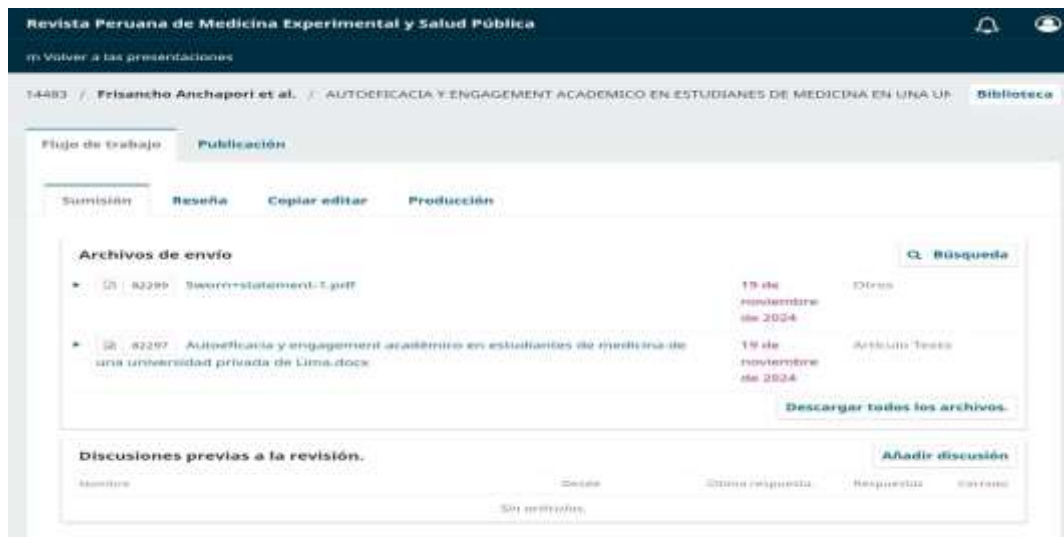 Revista Peruana de Medicina Experimental y Salud Pública
Volver a las presentaciones
14483 / Frisancho Anchapori et al. / AUTOEFICACIA Y ENGAGEMENT ACADEMICO EN ESTUDIANES DE MEDICINA EN UNA UN
Biblioteca
Flujo de trabajo
Publicación
Sumisión
Reseña
Copiar editar
Producción
Archivos de envío
Búsqueda
Sworn+statement-1.pdf
19 de
noviembre
de 2024
Otros
82297 Autoeficacia y engagement académico en estudiantes de medicina de
una universidad privada de Lima.docx
19 de
noviembre
de 2024
Artículo Texto
Descargar todos los archivos.
Discusiones previas a la revisión.
Añadir discusión
Nombre
Desde
Última respuesta
Respuestas
Cerrado
Sin artículos.